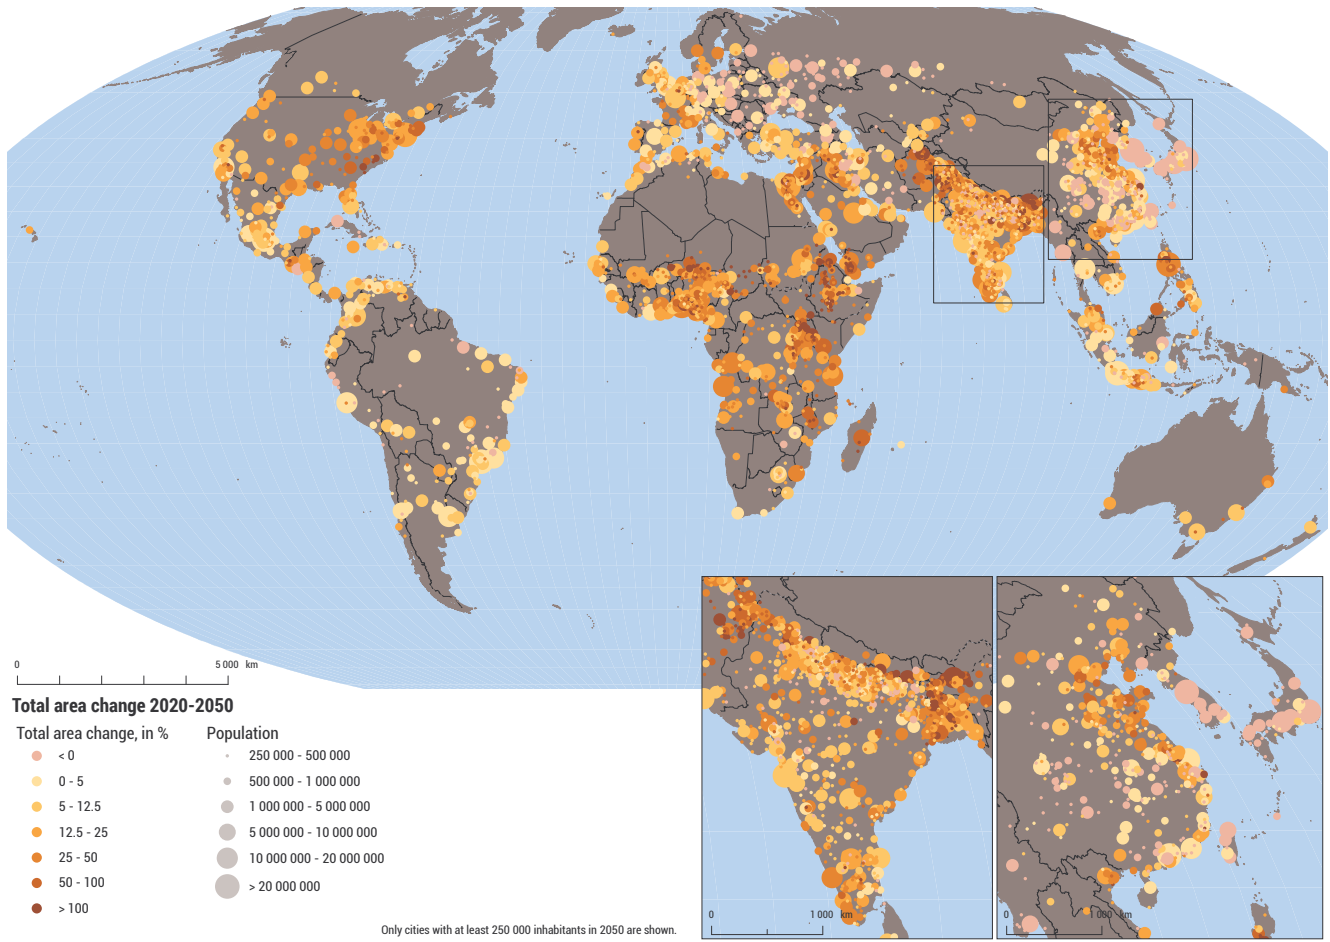 0 5 000 km
Total area change 2020-2050
Total area change, in %
< 0
0 - 5
5 - 12.5
12.5 - 25
25 - 50
50 - 100
> 100
Population
250 000 - 500 000
500 000 - 1 000 000
1 000 000 - 5 000 000
5 000 000 - 10 000 000
10 000 000 - 20 000 000
> 20 000 000
Only cities with at least 250 000 inhabitants in 2050 are shown.
0 1 000 km
0 1 000 km